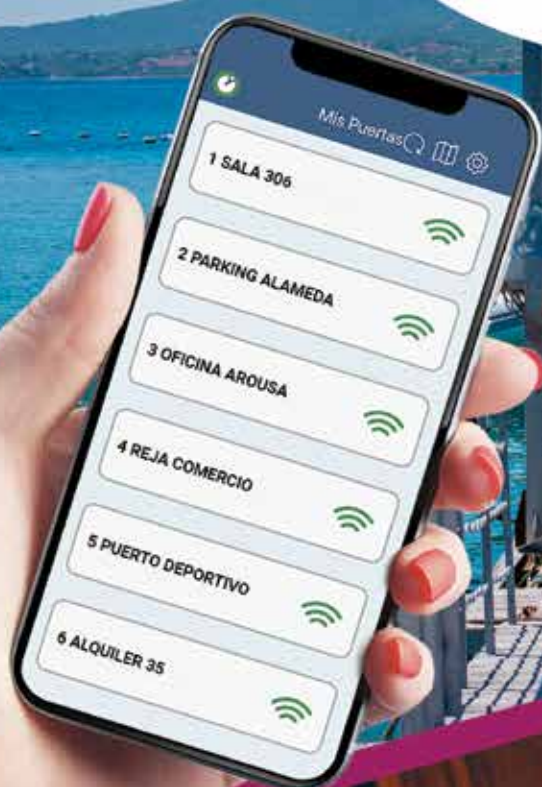 Mis Puertas
1 SALA 306
2 PARKING ALAMEDA
3 OFICINA AROUSA
4 REJA COMERCIO
5 PUERTO DEPORTIVO
6 ALQUILER 35